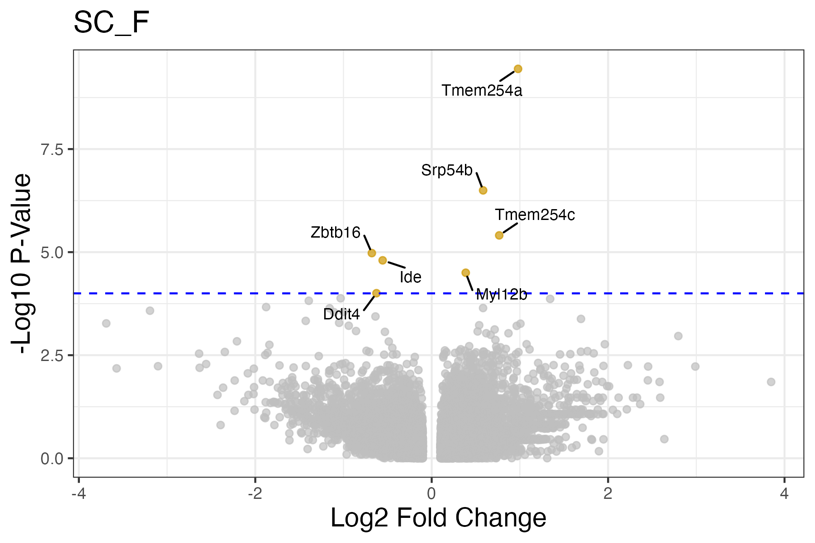 SC_F
Tmem254a
7.5
Srp54b
Tmem254c
Zbtb16
5.0
Ide
Myl12b
Ddit4
2.5
0.0
-Log10 P-Value
-4 -2 0 2 4
Log2 Fold Change